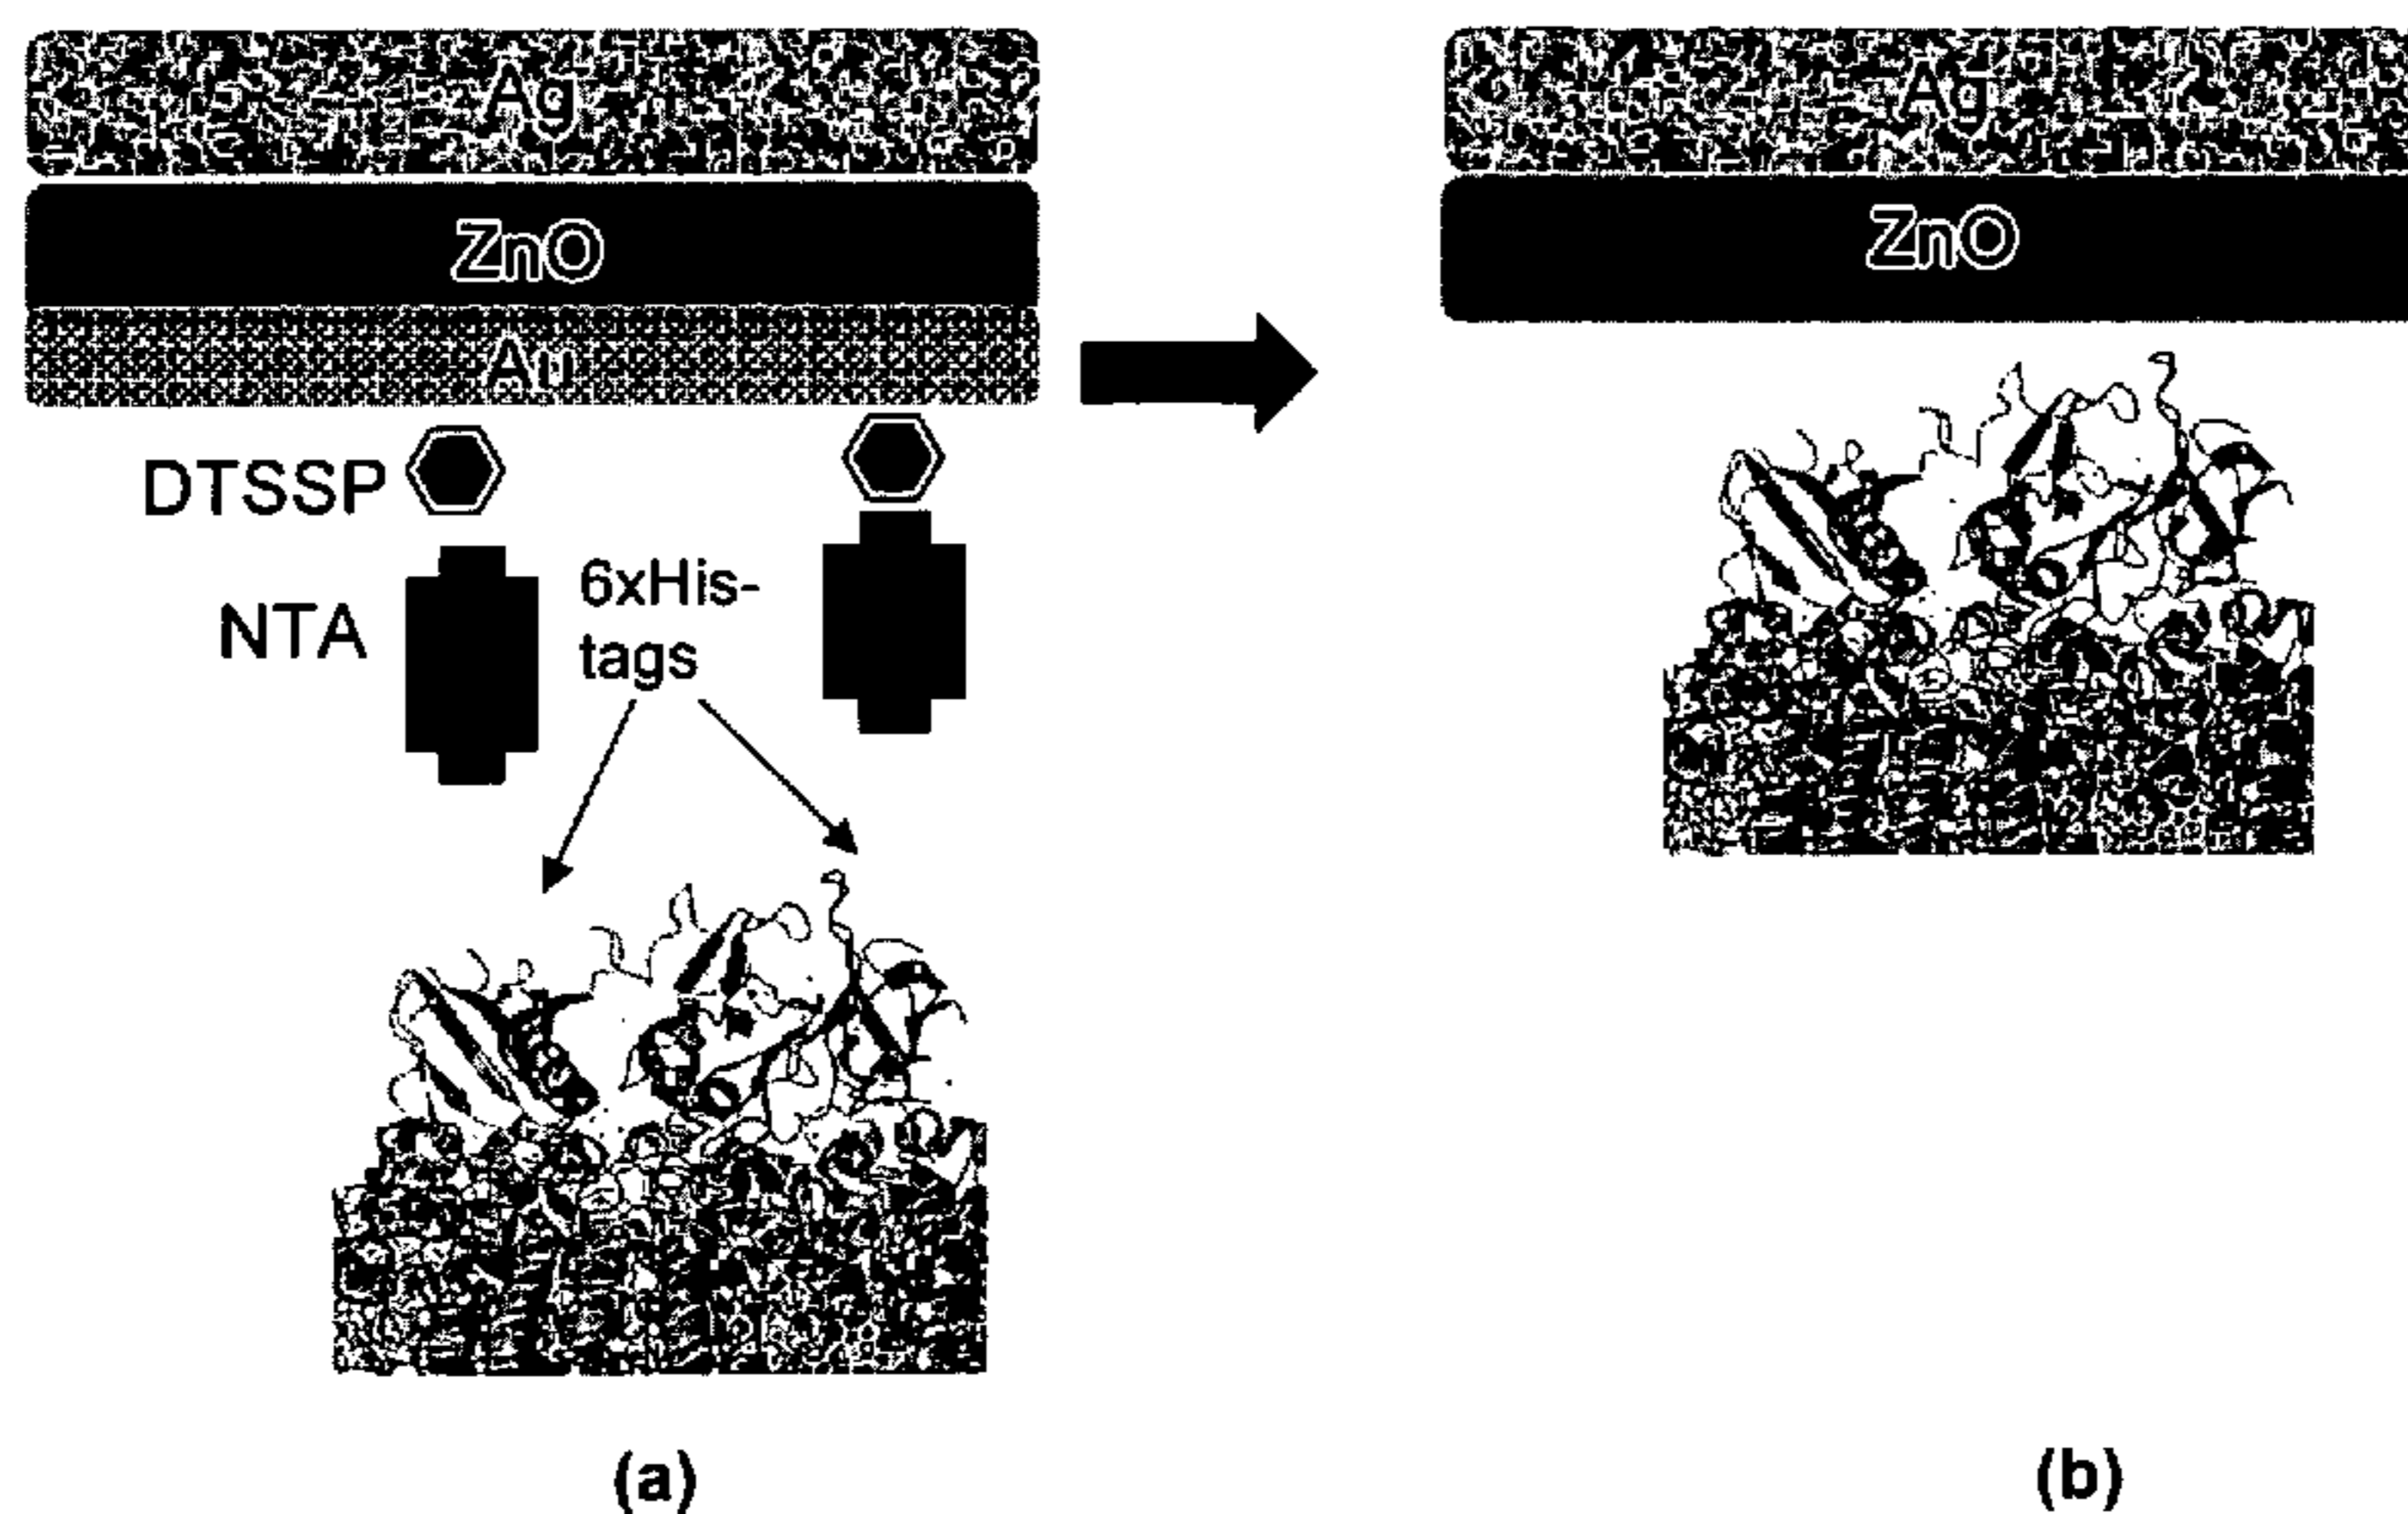 Ag
ZnO
Au
DTSSP
NTA
6xHis-
tags
(a)
Ag
ZnO
(b)